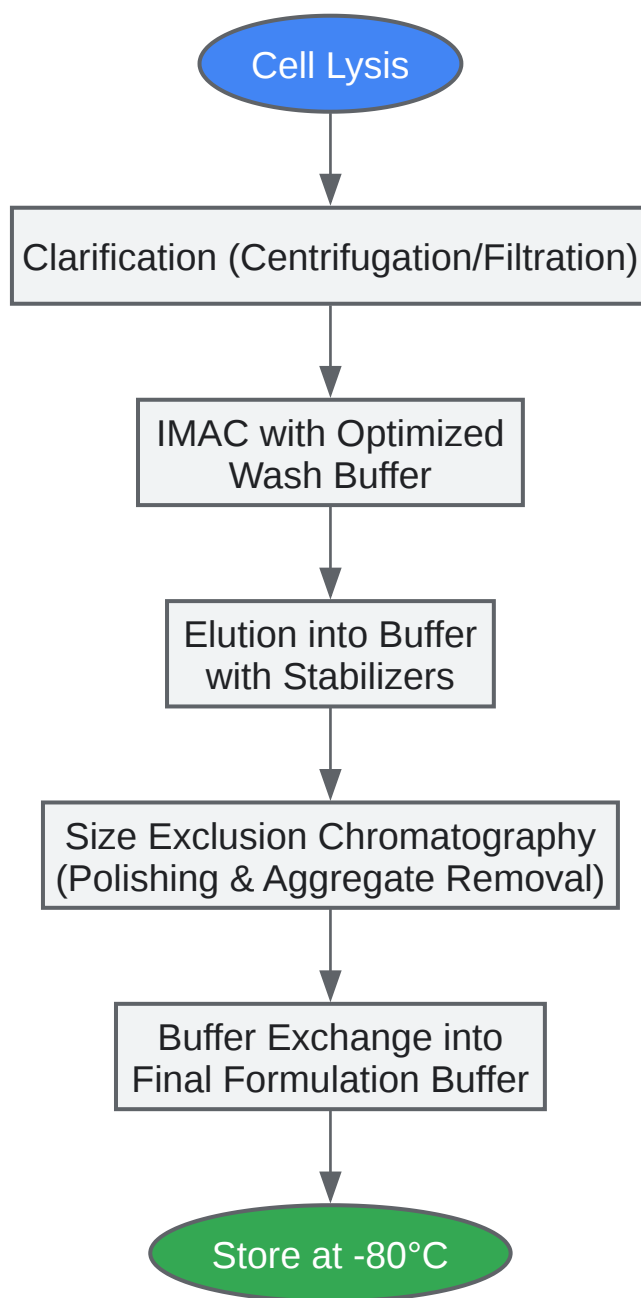 Cell Lysis
Clarification (Centrifugation/Filtration)
IMAC with Optimized
Wash Buffer
Elution into Buffer
with Stabilizers
Size Exclusion Chromatography
(Polishing & Aggregate Removal)
Buffer Exchange into
Final Formulation Buffer
Store at -80°C